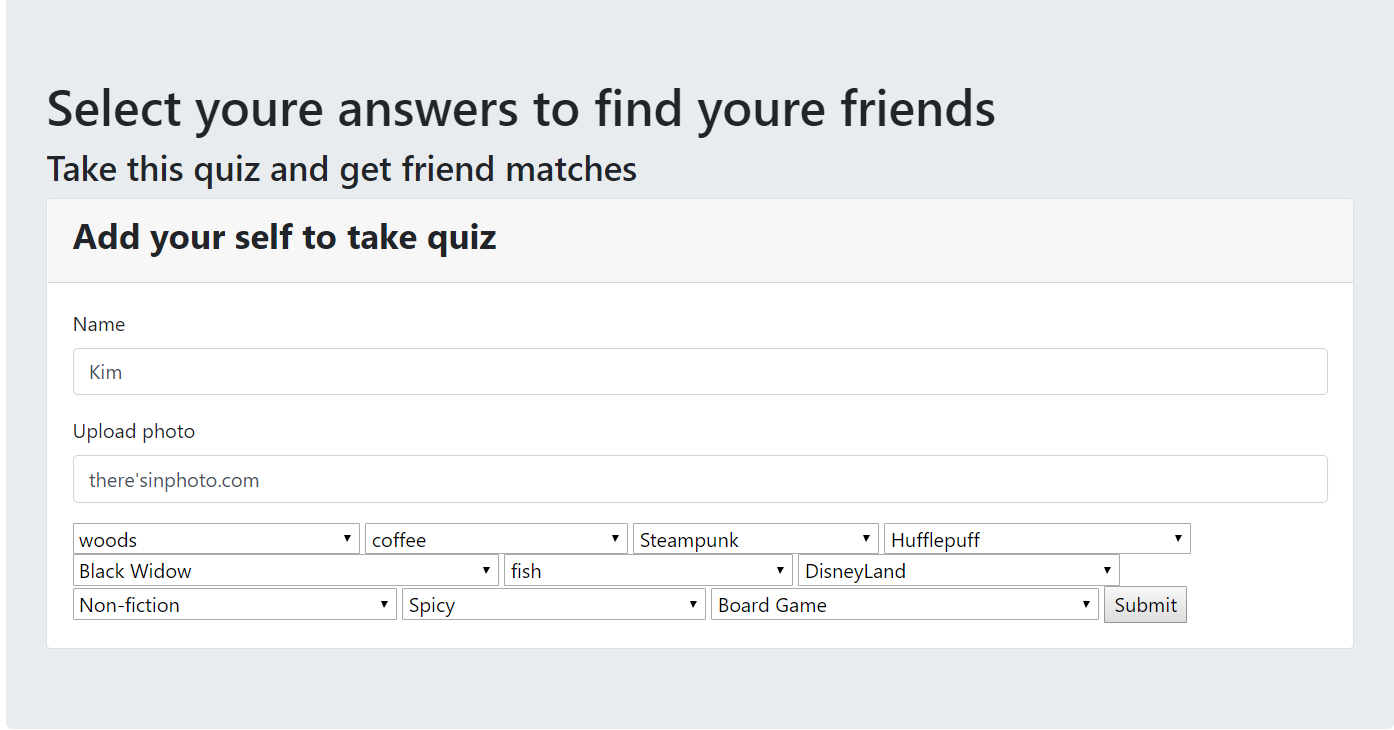 Select youre answers to find youre friends
Take this quiz and get friend matches
Add your self to take quiz
Name
Kim
Upload photo
there'sinphoto.com
woods coffee Steampunk Hufflepuff
Black Widow fish DisneyLand
Non-fiction Spicy Board Game Submit